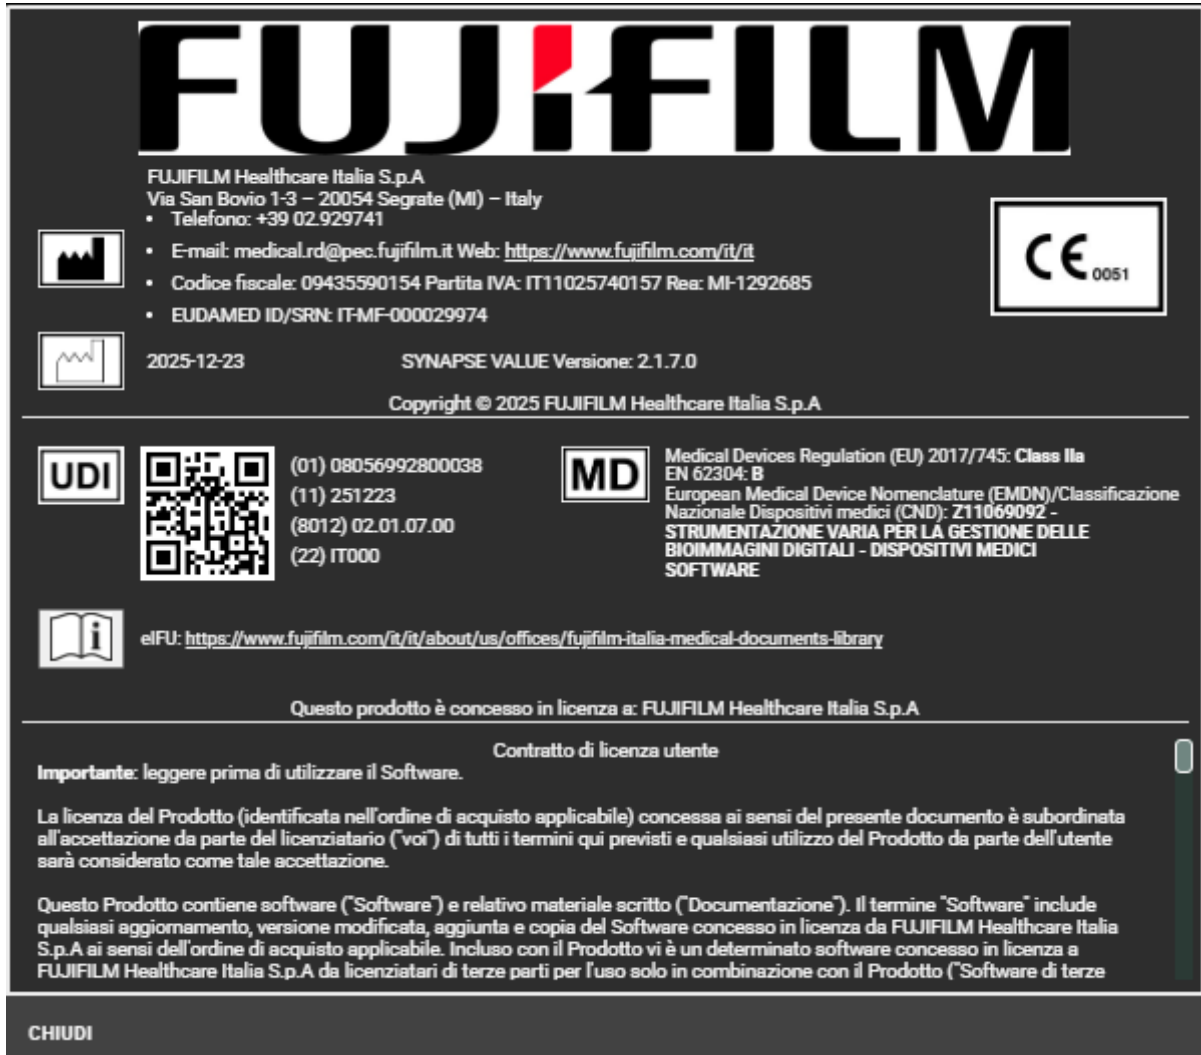 FUJIFILM
FUJIFILM Healthcare Italia S.p.A
Via San Bovio 1-3 – 20054 Segrate (MI) – Italy
• Telefono: +39 02.929741
• E-mail: medical.rd@pec.fujifilm.it Web: https://www.fujifilm.com/it/it
• Codice fiscale: 09435590154 Partita IVA: IT11025740157 Rea: MI-1292685
• EUDAMED ID/SRN: IT-MF-000029974
CE 0051
2025-12-23 SYNAPSE VALUE Versione: 2.1.7.0
Copyright © 2025 FUJIFILM Healthcare Italia S.p.A
UDI
(01) 08056992800038
(11) 251223
(8012) 02.01.07.00
(22) IT000
MD
Medical Devices Regulation (EU) 2017/745: Class IIa
EN 62304: B
European Medical Device Nomenclature (EMDN)/Classificazione
Nazionale Dispositivi medici (CND): Z11069092 -
STRUMENTAZIONE VARIA PER LA GESTIONE DELLE
BIOIMMAGINI DIGITALI - DISPOSITIVI MEDICI
SOFTWARE
i
eIFU: https://www.fujifilm.com/it/it/about/us/offices/fujifilm-italia-medical-documents-library
Questo prodotto è concesso in licenza a: FUJIFILM Healthcare Italia S.p.A
Contratto di licenza utente
Importante: leggere prima di utilizzare il Software.
La licenza del Prodotto (identificata nell'ordine di acquisto applicabile) concessa ai sensi del presente documento è subordinata
all'accettazione da parte del licenziatario ("voi") di tutti i termini qui previsti e qualsiasi utilizzo del Prodotto da parte dell'utente
sarà considerato come tale accettazione.
Questo Prodotto contiene software ("Software") e relativo materiale scritto ("Documentazione"). Il termine "Software" include
qualsiasi aggiornamento, versione modificata, aggiunta e copia del Software concesso in licenza da FUJIFILM Healthcare Italia
S.p.A ai sensi dell'ordine di acquisto applicabile. Incluso con il Prodotto vi è un determinato software concesso in licenza a
FUJIFILM Healthcare Italia S.p.A da licenziatari di terze parti per l'uso solo in combinazione con il Prodotto ("Software di terze
CHIUDI